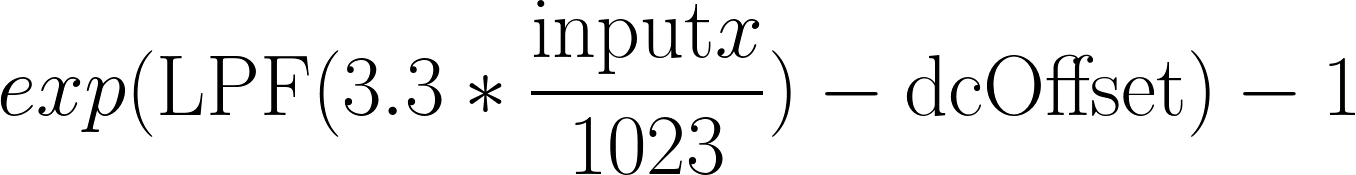 exp(LPF(3.3 * inputx/1023) − dcOffset) − 1